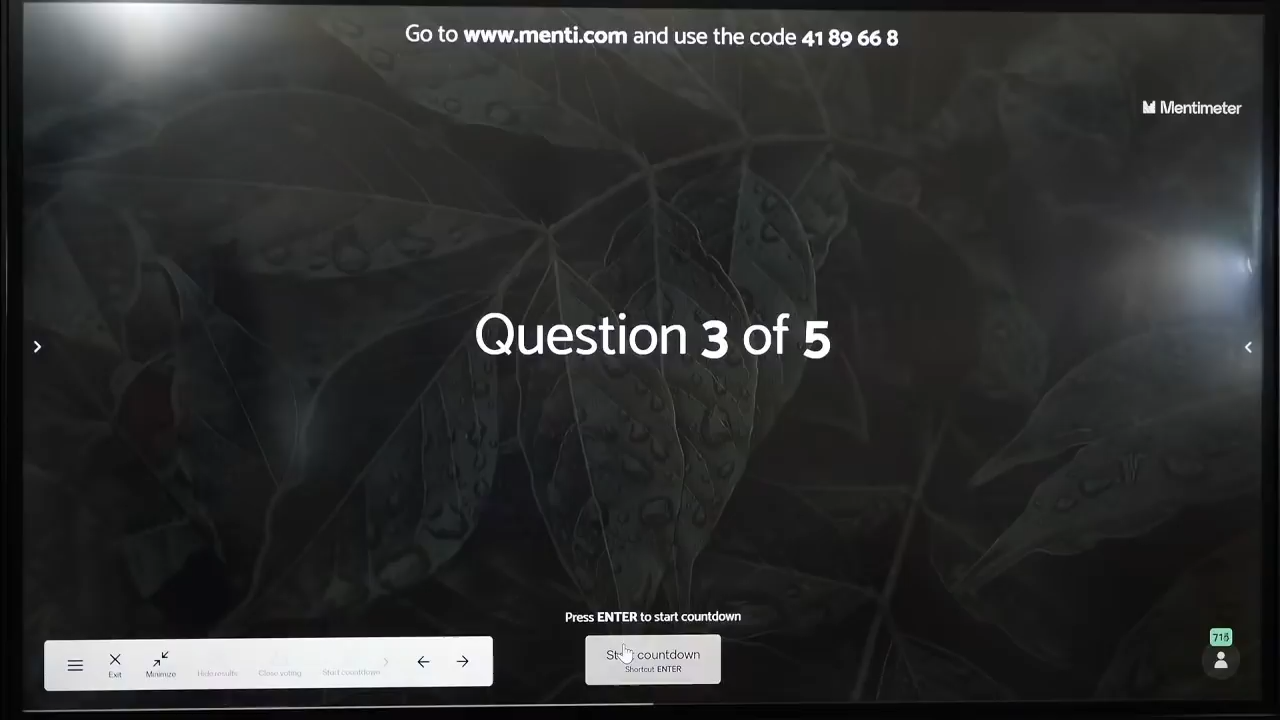 Go to www.menti.com and use the code 41 89 66 8
Mentimeter
Question 3 of 5
Press ENTER to start countdown
countdown
Shortcut ENTER
Exit
Minimize
Hide results
Close voting
Start countdown